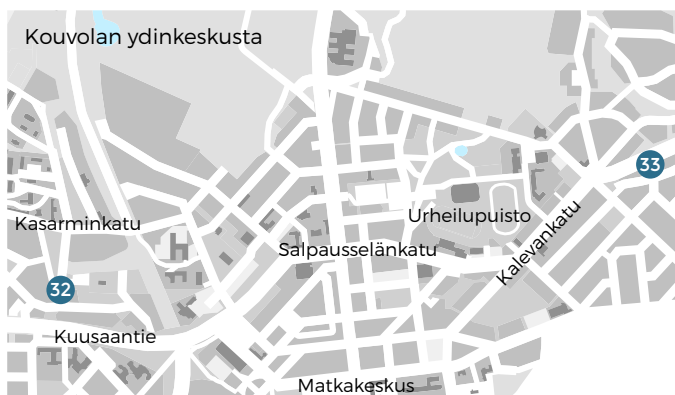 Kouvolan ydinkeskusta
33
Kasarminkatu
Urheilupuisto
Salpausselänkatu
Kalevankatu
32
Kuusaantie
Matkakeskus